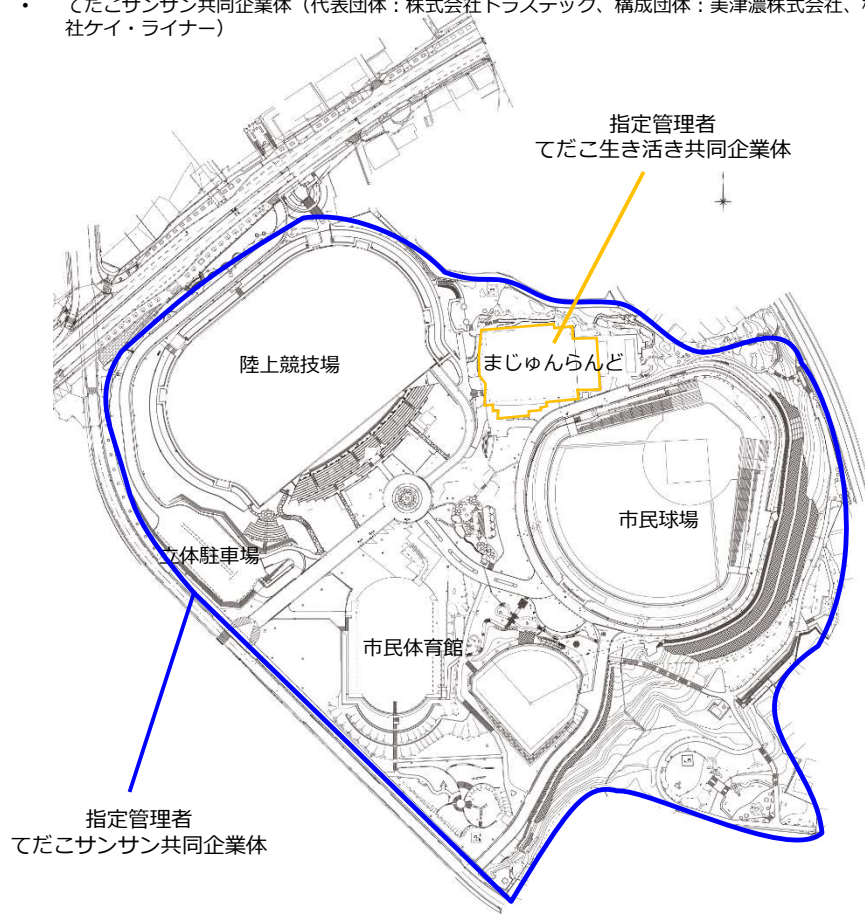 • てだこサンサン共同企業体（代表団体：株式会社トラステック、構成団体：美津濃株式会社、
社ケイ・ライナー）
指定管理者
てだこ生き活き共同企業体
陸上競技場
まじゅんらんど
市民球場
立体駐車場
市民体育館
指定管理者
てだこサンサン共同企業体